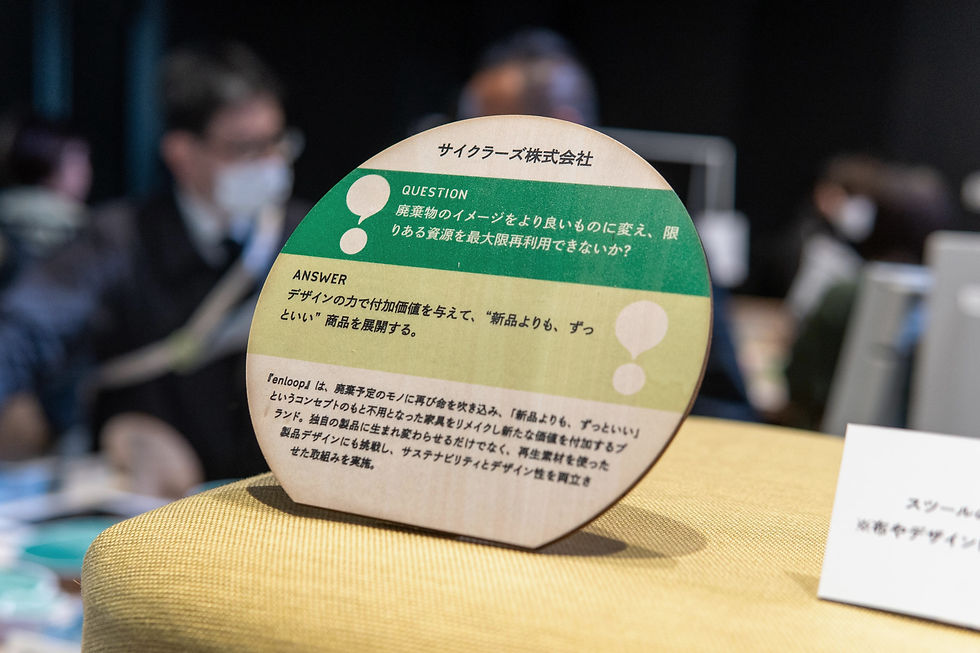 サイクラーズ株式会社
QUESTION
廃棄物のイメージをより良いものに変え、限
りある資源を最大限再利用できないか?
ANSWER
デザインの力で付加価値を与えて、“新品よりも、ずっ
といい” 商品を展開する。
『enloop』は、廃棄予定のモノに再び命を吹き込み、「新品よりも、ずっといい」
というコンセプトのもと不用となった家具をリメイクし新たな価値を付加するブ
ランド。独自の製品に生まれ変わらせるだけでなく、再生素材を使った
製品デザインにも挑戦し、サステナビリティとデザイン性を両立さ
せた取組みを実施。
スツールの
※布やデザイン